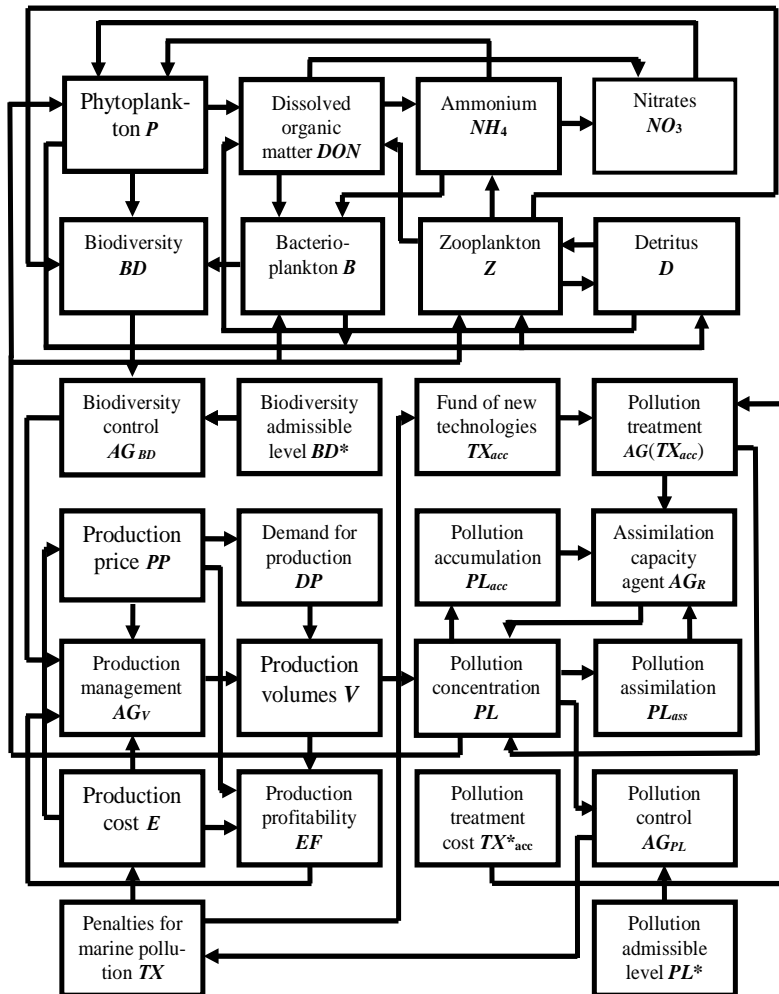 Phytoplank-
ton P
Dissolved
organic
matter DON
Ammonium
NH4
Nitrates
NO3
Biodiversity
BD
Bacterio-
plankton B
Zooplankton
Z
Detritus
D
Biodiversity
control
AG BD
Biodiversity
admissible
level BD*
Fund of new
technologies
TXacc
Pollution
treatment
AG(TXacc)
Production
price PP
Demand for
production
DP
Pollution
accumulation
PLacc
Assimilation
capacity
agent AGR
Production
management
AGV
Production
volumes V
Pollution
concentration
PL
Pollution
assimilation
PLass
Production
cost E
Production
profitability
EF
Pollution
treatment
cost TX*acc
Pollution
control
AGPL
Penalties for
marine pollu-
tion TX
Pollution
admissible
level PL*